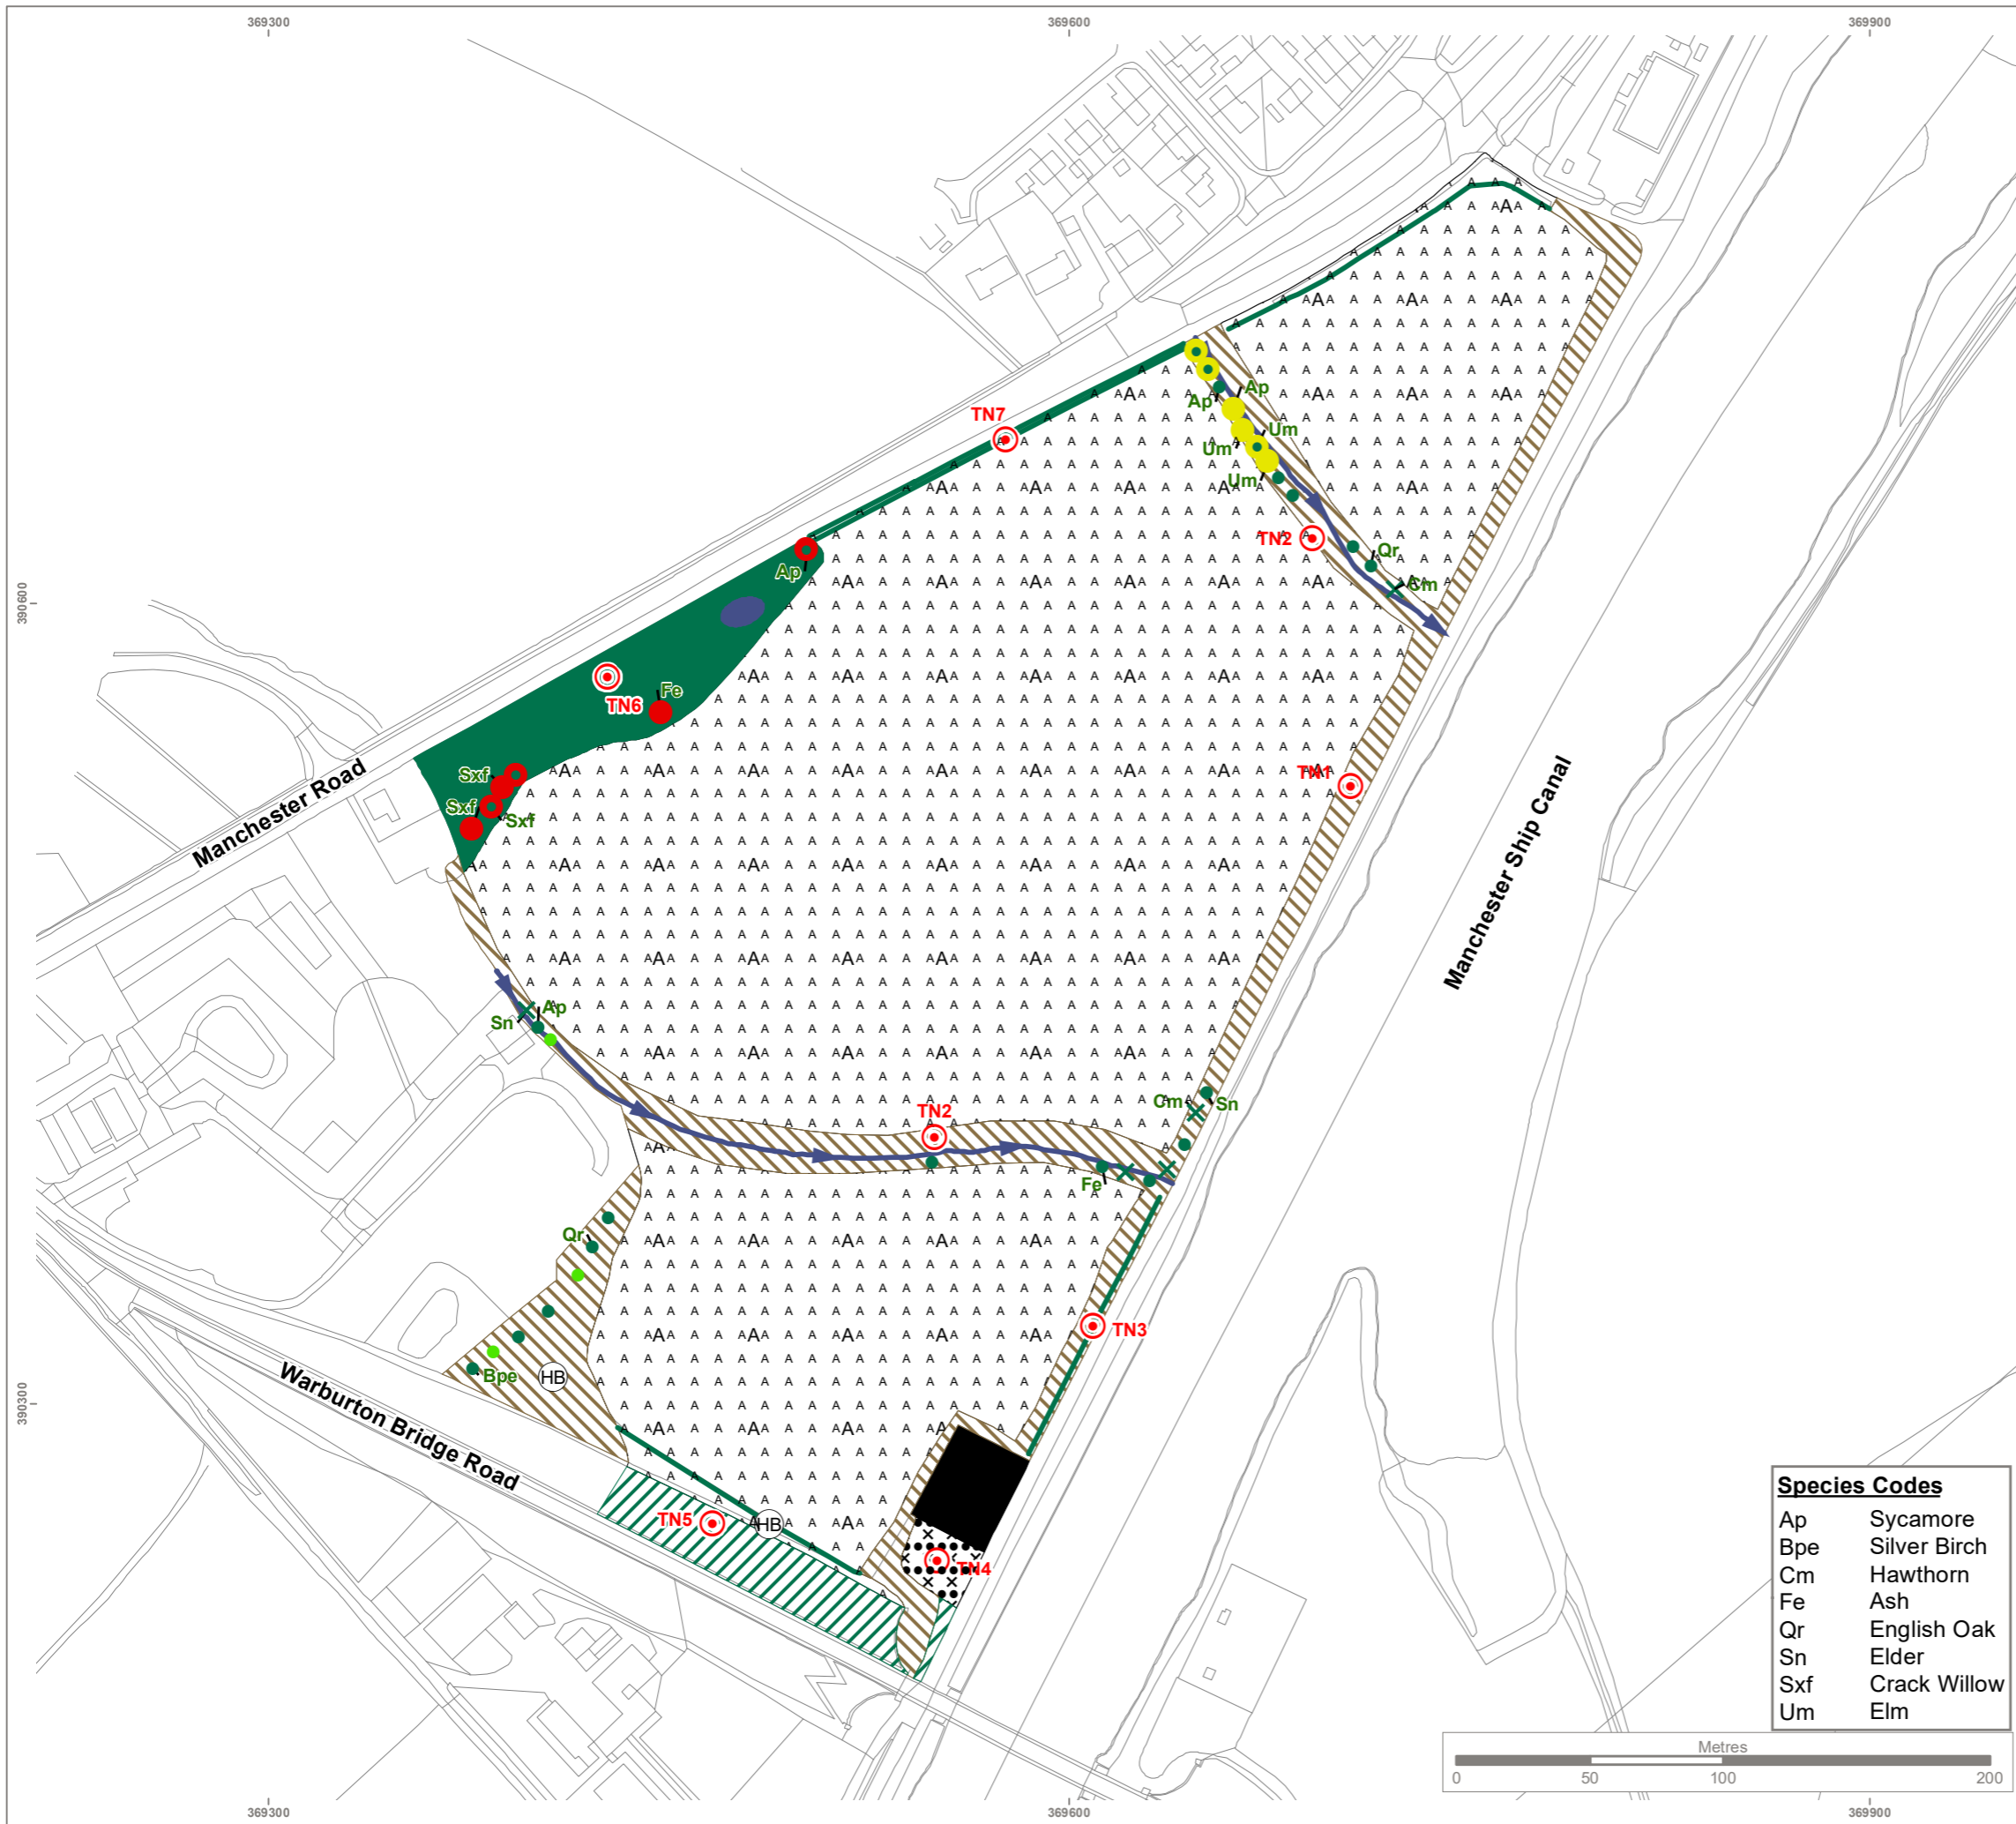 369300 369600 369900
Ap
Ap
TN7
Um
Um
Um
TN2
Qr
Cm
Ap
390600
Fe
TN6
Manchester Road
Sxf
Sxf
Sxf
TN1
Manchester Ship Canal
Ap
Sn
TN2
Cm
Sn
Fe
Qr
TN3
390300
Bpe
HB
Warburton Bridge Road
TN5
HB
TN4
Species Codes
Ap Sycamore
Bpe Silver Birch
Cm Hawthorn
Fe Ash
Qr English Oak
Sn Elder
Sxf Crack Willow
Um Elm
Metres
0 50 100 200
369300 369600 369900